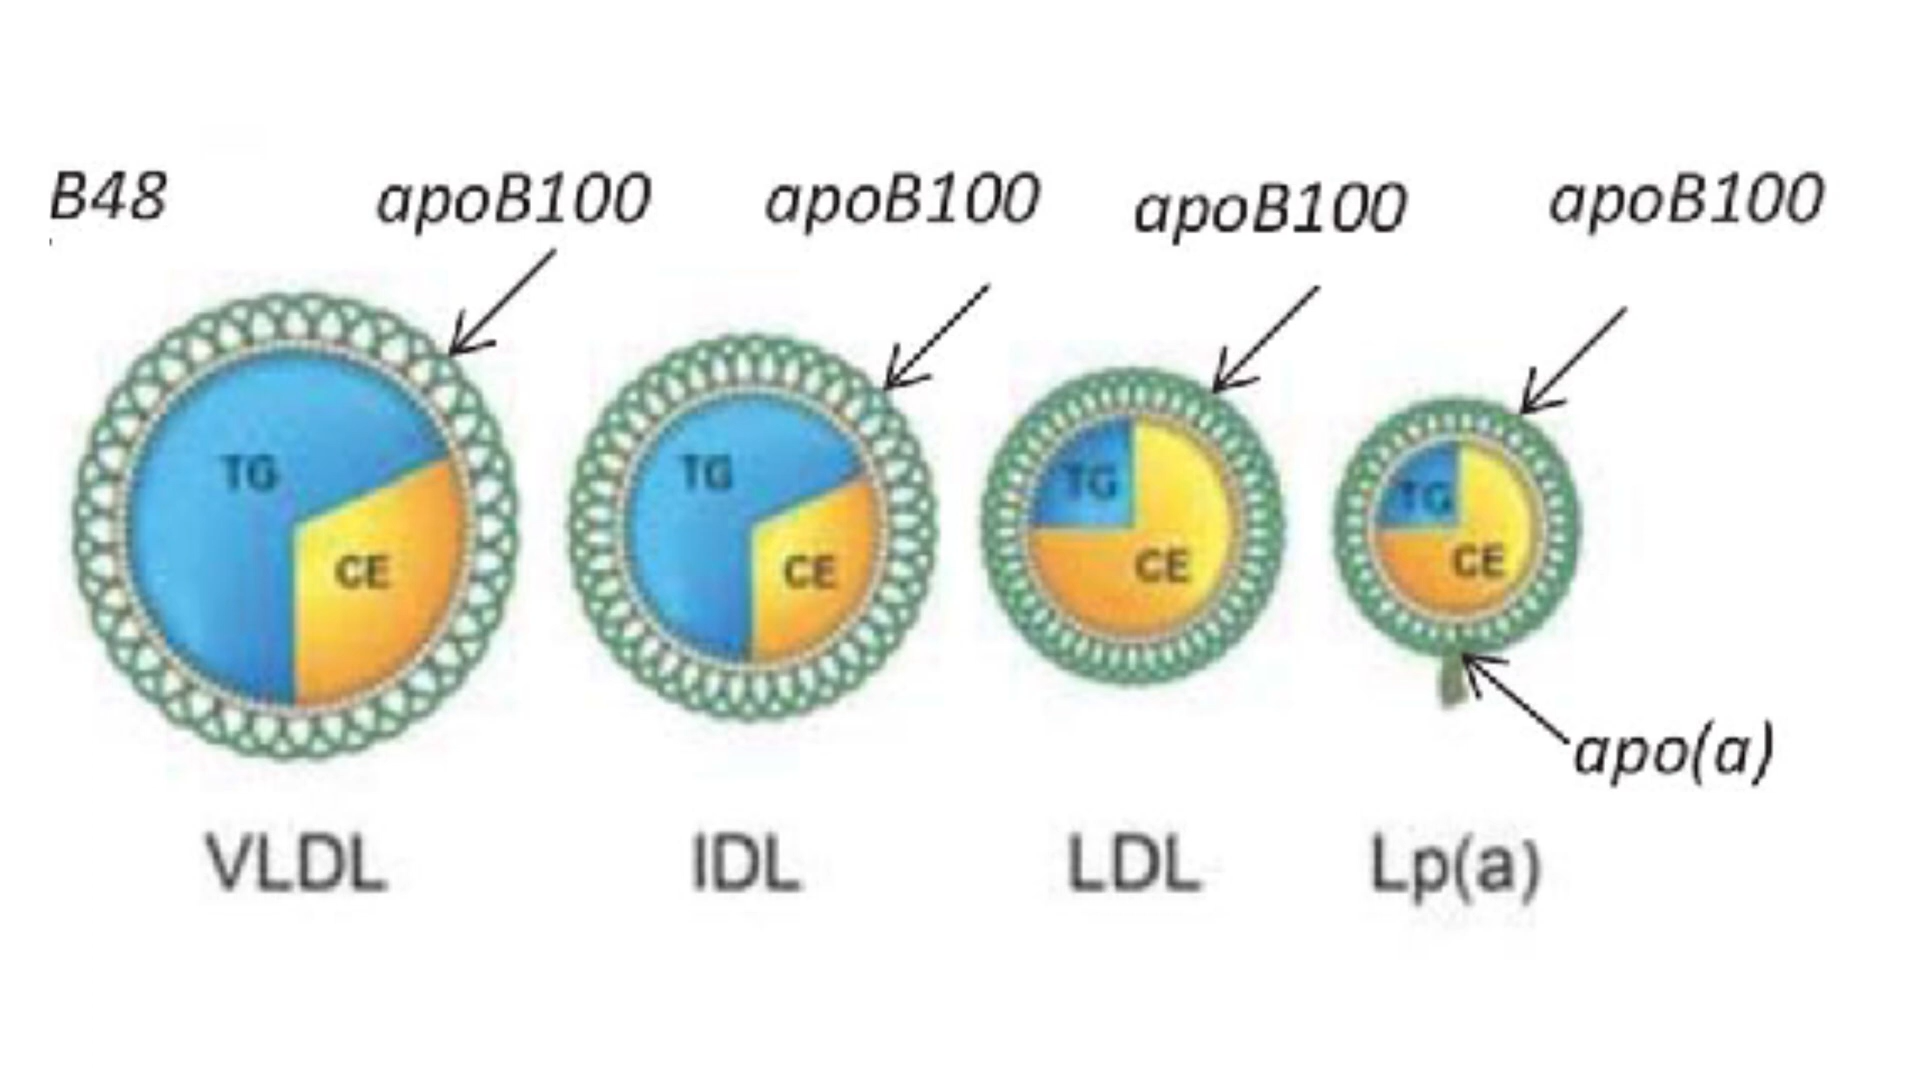 B48 apoB100 apoB100 apoB100 apoB100
TG TG TG TG
CE CE CE CE
apo(a)
VLDL IDL LDL Lp(a)